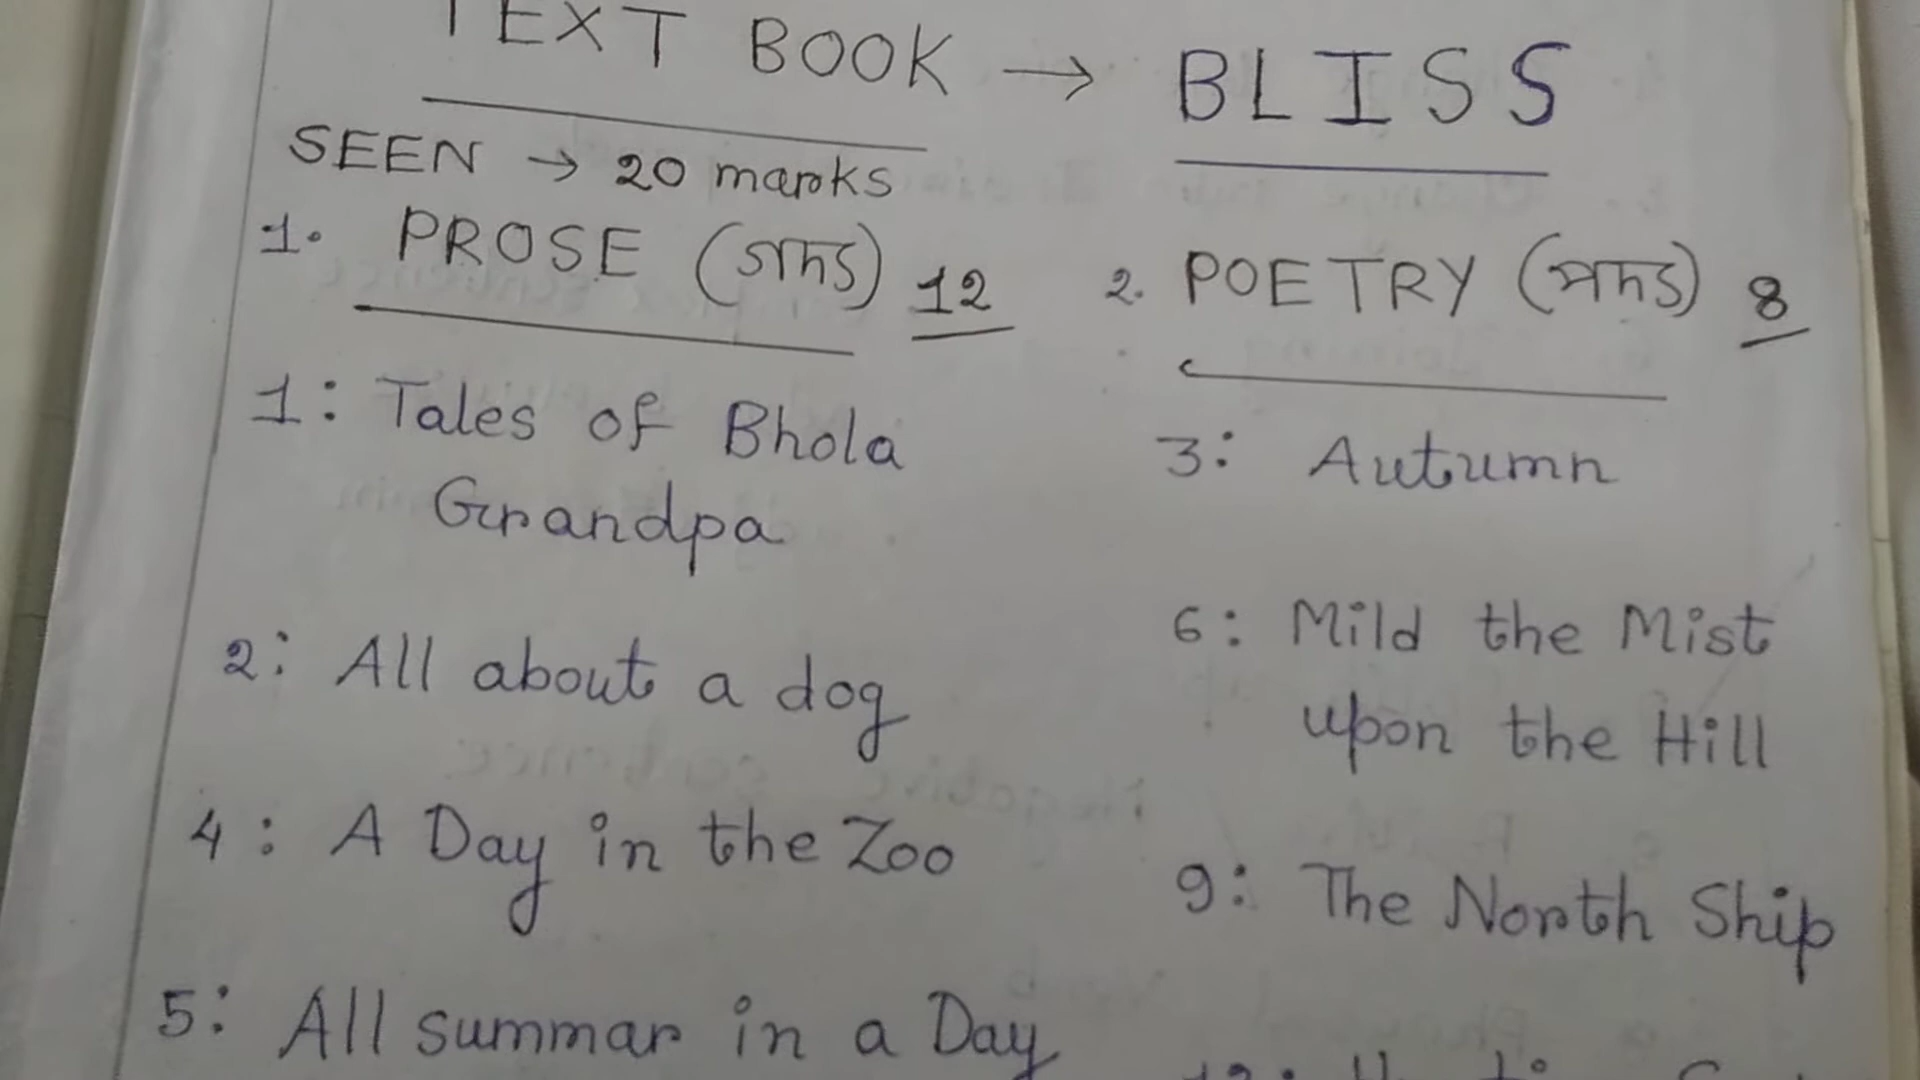 TEXT BOOK → BLISS
SEEN → 20 marks
1. PROSE (গদ্য) 12
1: Tales of Bhola
Grandpa
2: All about a dog
4: A Day in the Zoo
5: All summar in a Day
2. POETRY (পদ্য) 8
3: Autumn
6: Mild the Mist
upon the Hill
9: The North Ship